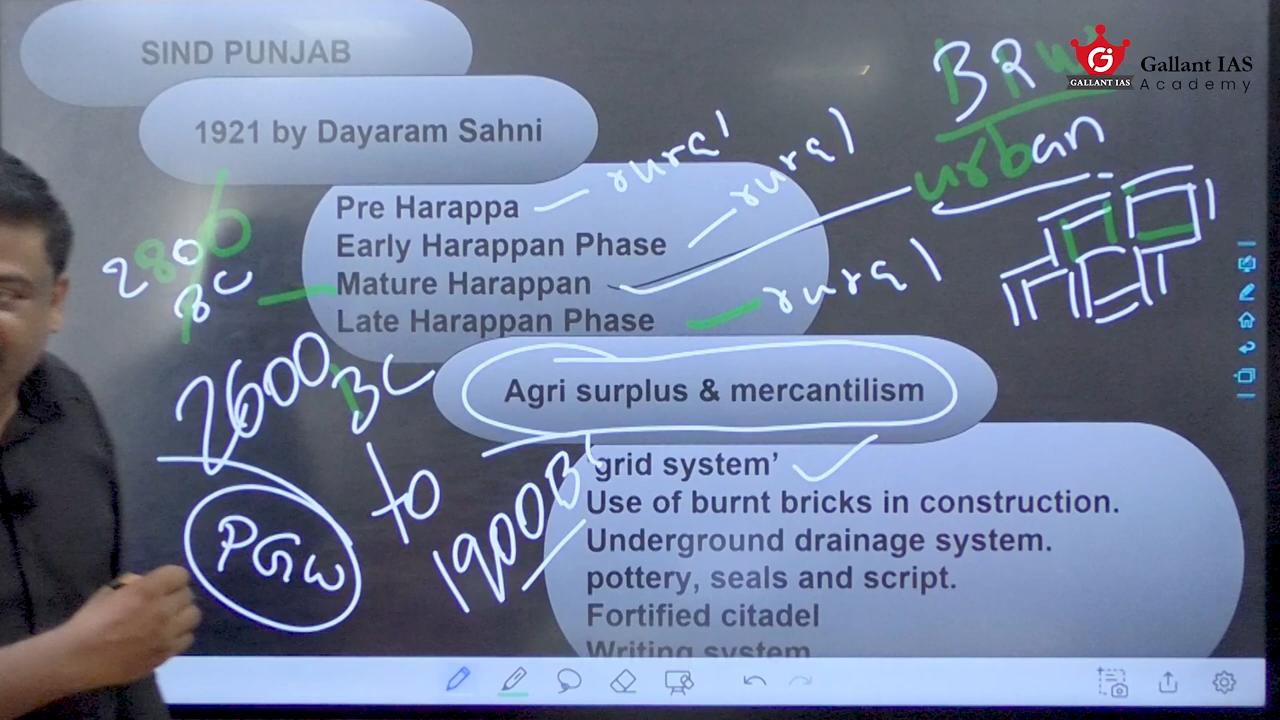 SIND PUNJAB
1921 by Dayaram Sahni
Pre Harappa
rural
Early Harappan Phase
rural
Mature Harappan
urban
Late Harappan Phase
rural
BRW
Gallant IAS
Academy
GALLANT IAS
BC
2600 BC
to
1900 BC
PGW
Agri surplus & mercantilism
'grid system'
Use of burnt bricks in construction.
Underground drainage system.
pottery, seals and script.
Fortified citadel
Writing system